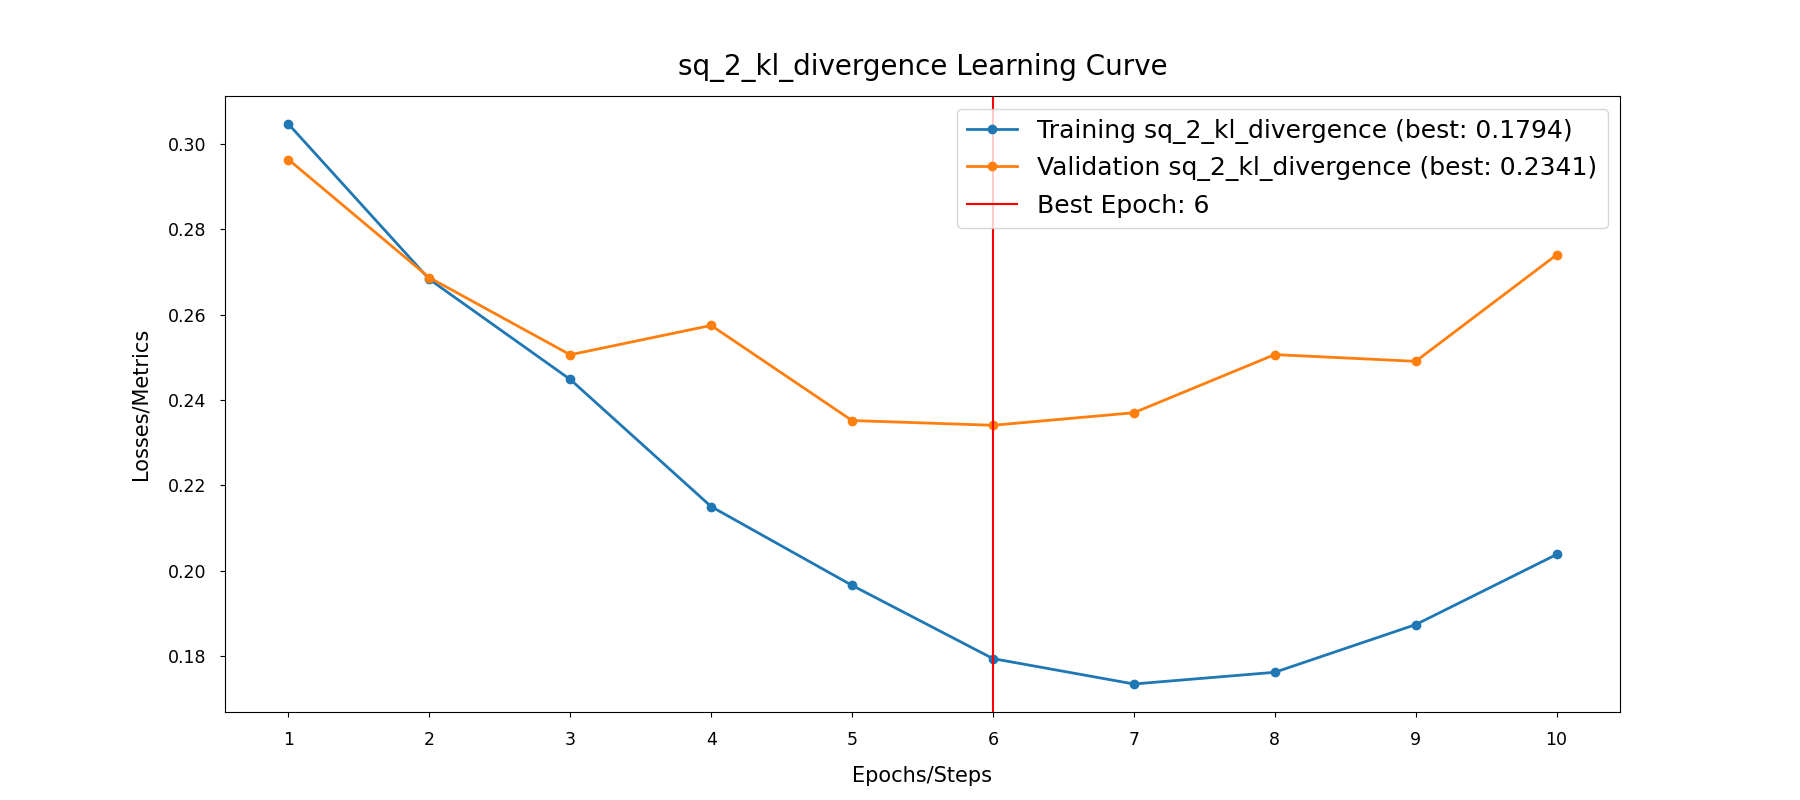 sq_2_kl_divergence Learning Curve
Training sq_2_kl_divergence (best: 0.1794)
Validation sq_2_kl_divergence (best: 0.2341)
Best Epoch: 6
Losses/Metrics
0.30
0.28
0.26
0.24
0.22
0.20
0.18
1 2 3 4 5 6 7 8 9 10
Epochs/Steps